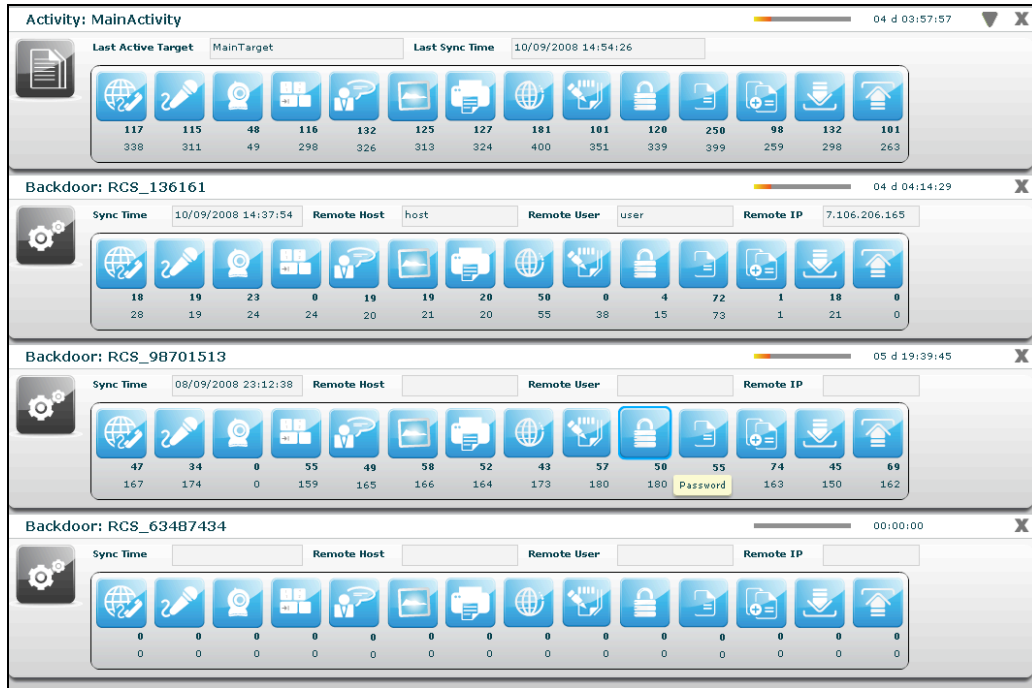 Activity: MainActivity 04 d 03:57:57 X
Last Active Target MainTarget Last Sync Time 10/09/2008 14:54:26
117 115 48 116 132 125 127 181 101 120 250 98 132 101
338 311 49 298 326 313 324 400 351 339 399 259 298 263
Backdoor: RCS_136161 04 d 04:14:29 X
Sync Time 10/09/2008 14:37:54 Remote Host host Remote User user Remote IP 7.106.206.165
18 19 23 0 19 19 20 50 0 4 72 1 18 0
28 19 24 24 20 21 20 55 38 15 73 1 21 0
Backdoor: RCS_98701513 05 d 19:39:45 X
Sync Time 08/09/2008 23:12:38 Remote Host Remote User Remote IP
47 34 0 55 49 58 52 43 57 50 55 74 45 69
167 174 0 159 165 166 164 173 180 180 Password 163 150 162
Backdoor: RCS_63487434 00:00:00 X
Sync Time Remote Host Remote User Remote IP
0 0 0 0 0 0 0 0 0 0 0 0 0 0
0 0 0 0 0 0 0 0 0 0 0 0 0 0